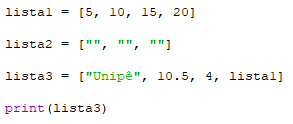 lista1 = [5, 10, 15, 20]
lista2 = ["", "", ""]
lista3 = ["Unipê", 10.5, 4, lista1]
print(lista3)